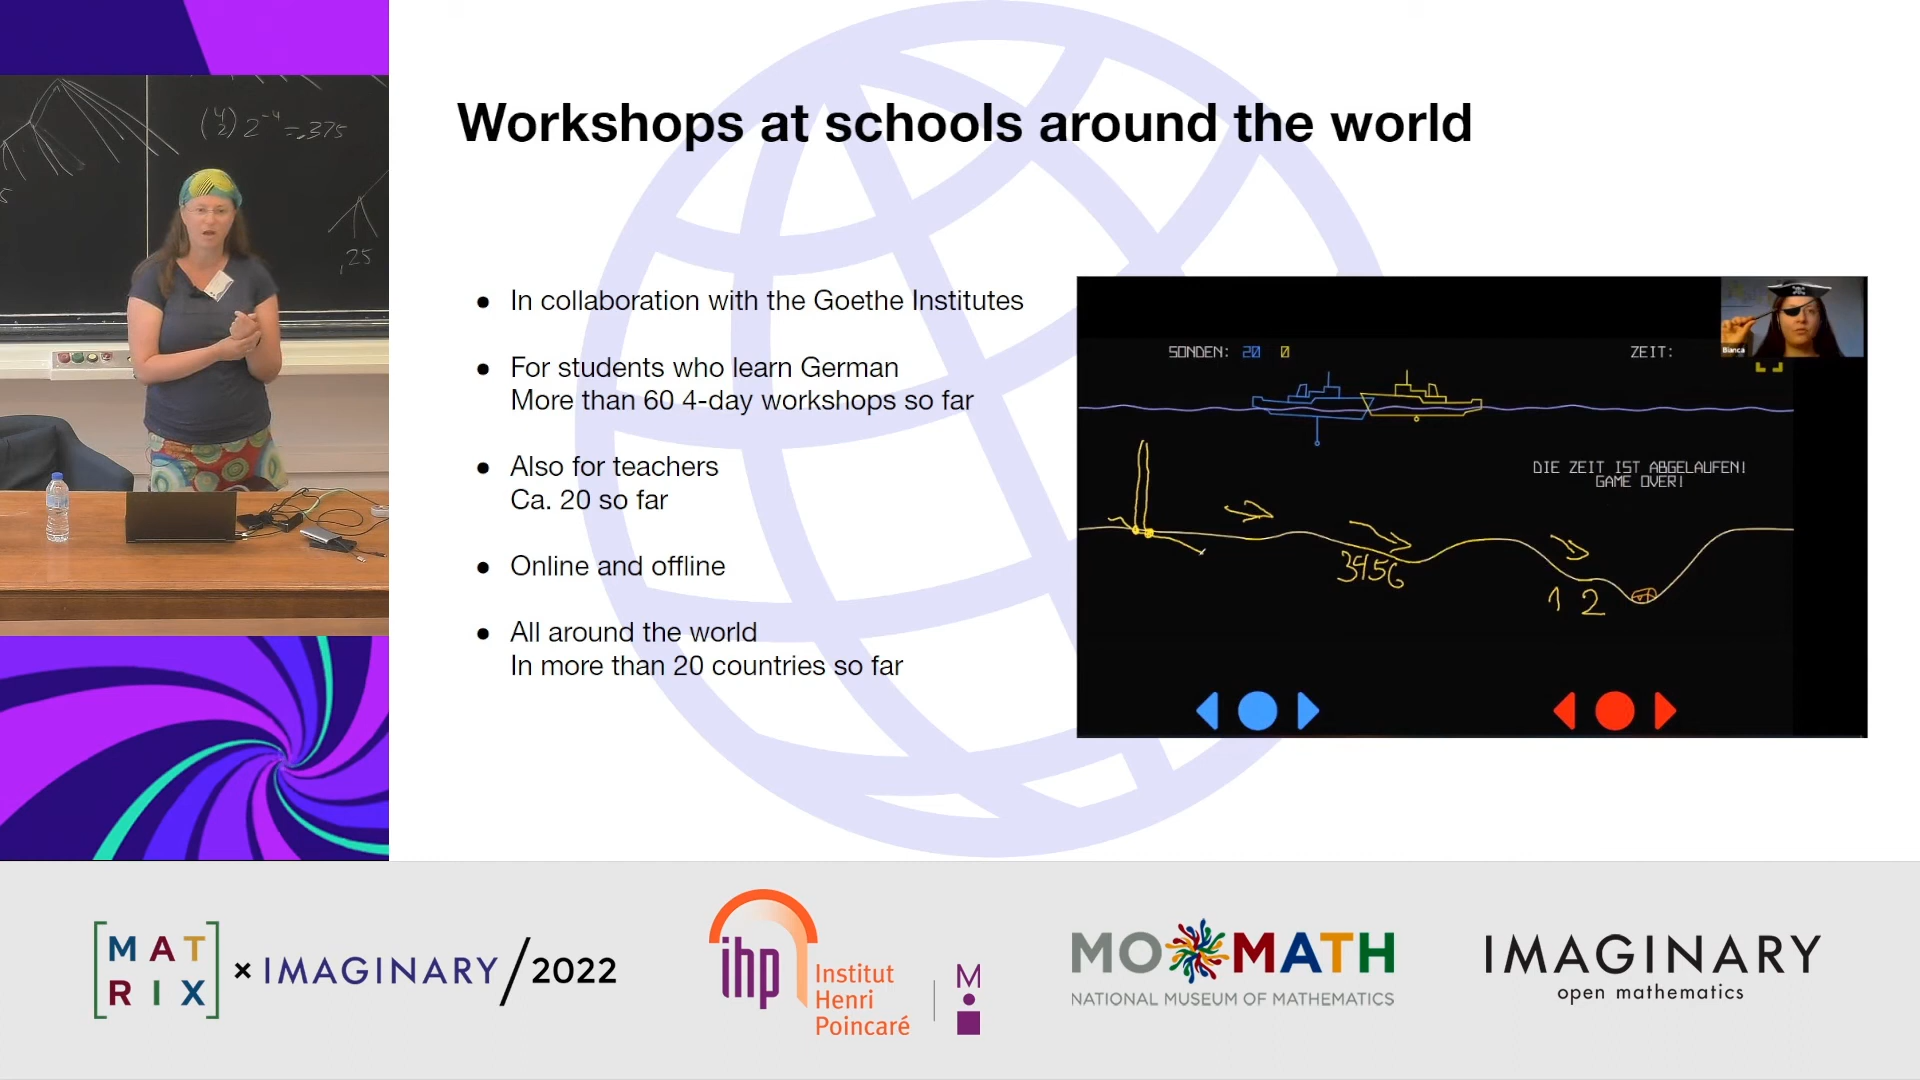 (4 2) 2^-4 = .375
,25
Workshops at schools around the world
● In collaboration with the Goethe Institutes
● For students who learn German
More than 60 4-day workshops so far
● Also for teachers
Ca. 20 so far
● Online and offline
● All around the world
In more than 20 countries so far
SONDEN: 20 0
ZEIT:
Bianca
DIE ZEIT IST ABGELAUFEN!
GAME OVER!
3456
1 2
MAT
RIX
× IMAGINARY/2022
ihp
Institut
Henri
Poincaré
M
MOMATH
NATIONAL MUSEUM OF MATHEMATICS
IMAGINARY
open mathematics